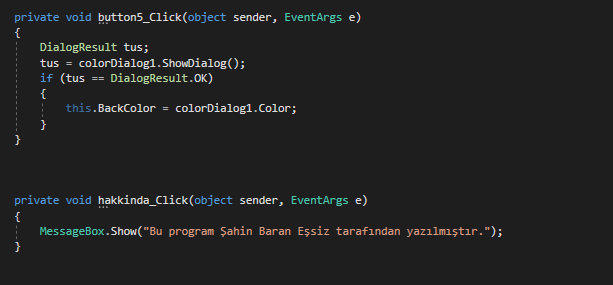 private void button5_Click(object sender, EventArgs e)
{
DialogResult tus;
tus = colorDialog1.ShowDialog();
if (tus == DialogResult.OK)
{
this.BackColor = colorDialog1.Color;
}
}
private void hakkinda_Click(object sender, EventArgs e)
{
MessageBox.Show("Bu program Şahin Baran Eşsiz tarafından yazılmıştır.");
}